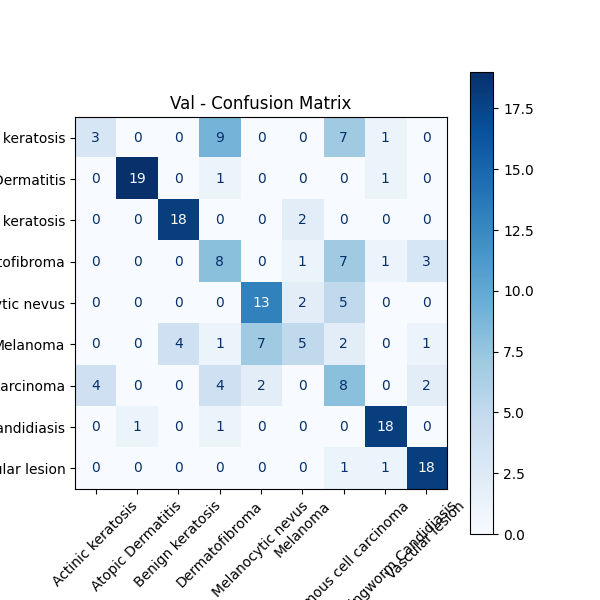 Val - Confusion Matrix
keratosis 3 0 0 9 0 0 7 1 0
Dermatitis 0 19 0 1 0 0 0 1 0
keratosis 0 0 18 0 0 2 0 0 0
tofibroma 0 0 0 8 0 1 7 1 3
ytic nevus 0 0 0 0 13 2 5 0 0
Melanoma 0 0 4 1 7 5 2 0 1
arcinoma 4 0 0 4 2 0 8 0 2
andidiasis 0 1 0 1 0 0 0 18 0
ular lesion 0 0 0 0 0 0 1 1 18
Actinic keratosis
Atopic Dermatitis
Benign keratosis
Dermatofibroma
Melanocytic nevus
Melanoma
mous cell carcinoma
ngworm Candidiasis
Vascular lesion
17.5
15.0
12.5
10.0
7.5
5.0
2.5
0.0